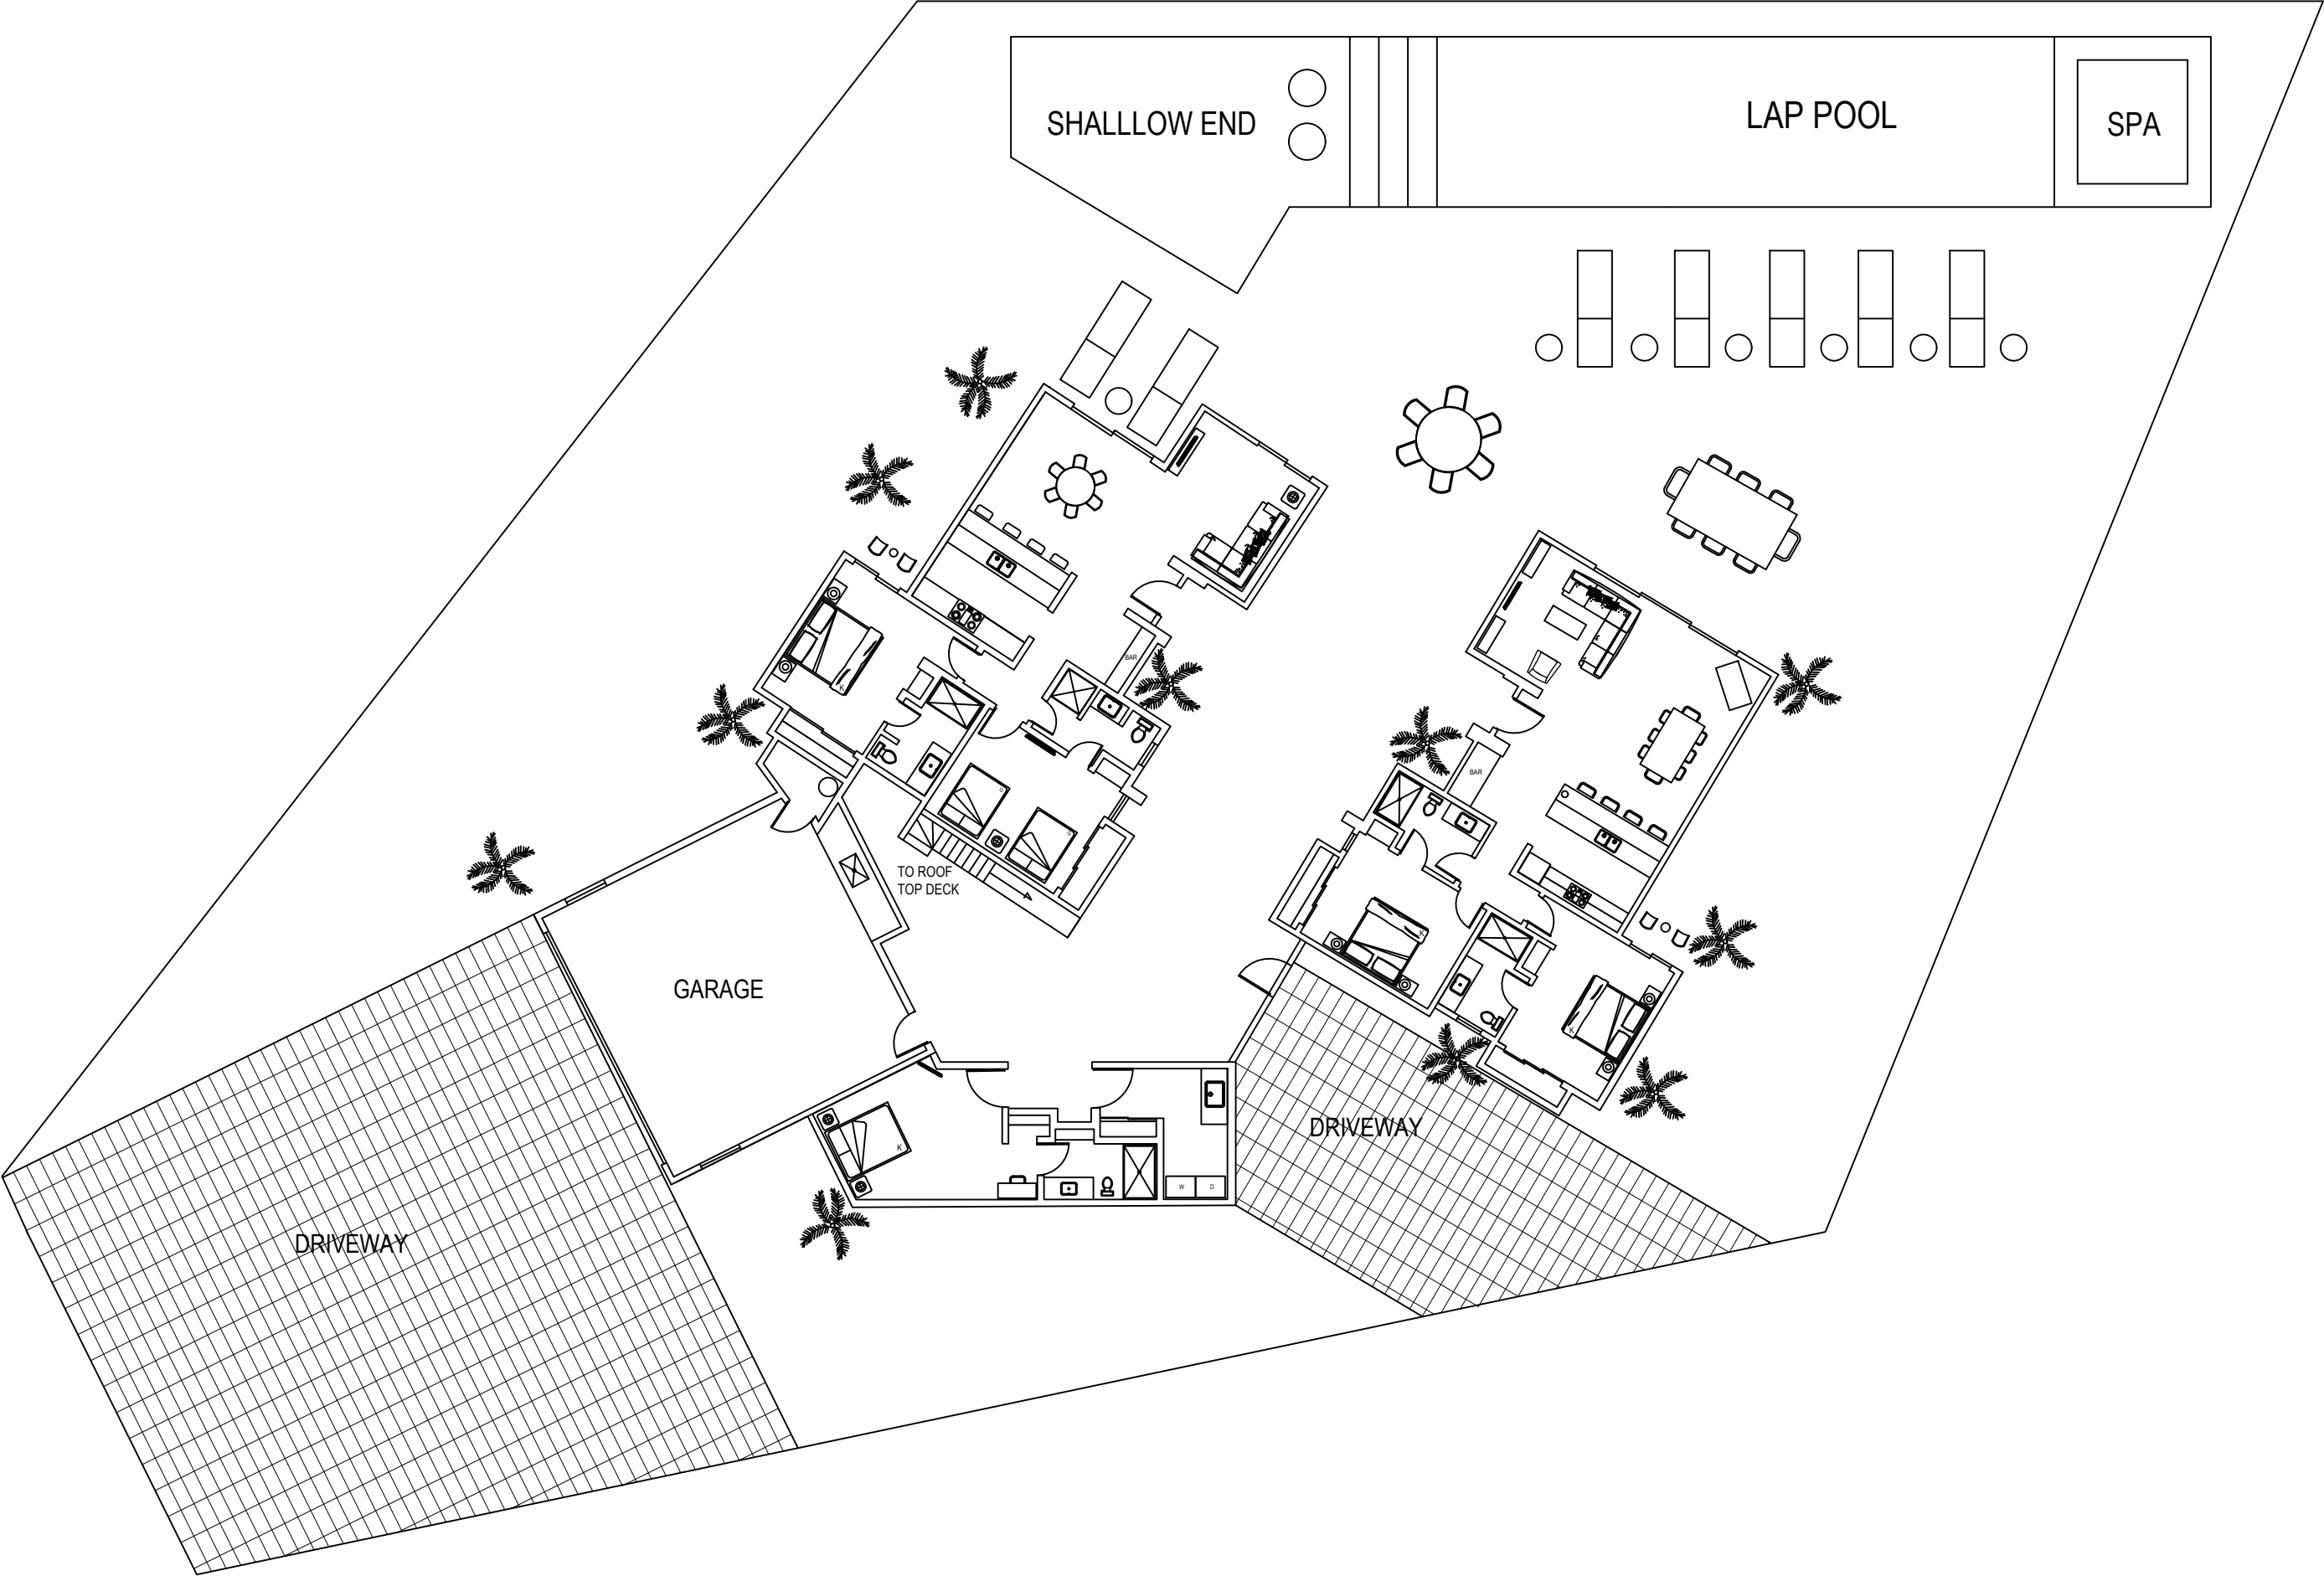 SHALLLOW END
LAP POOL
SPA
BAR
BAR
TO ROOF
TOP DECK
GARAGE
DRIVEWAY
DRIVEWAY
K
Q
Q
K
K
K
W
D